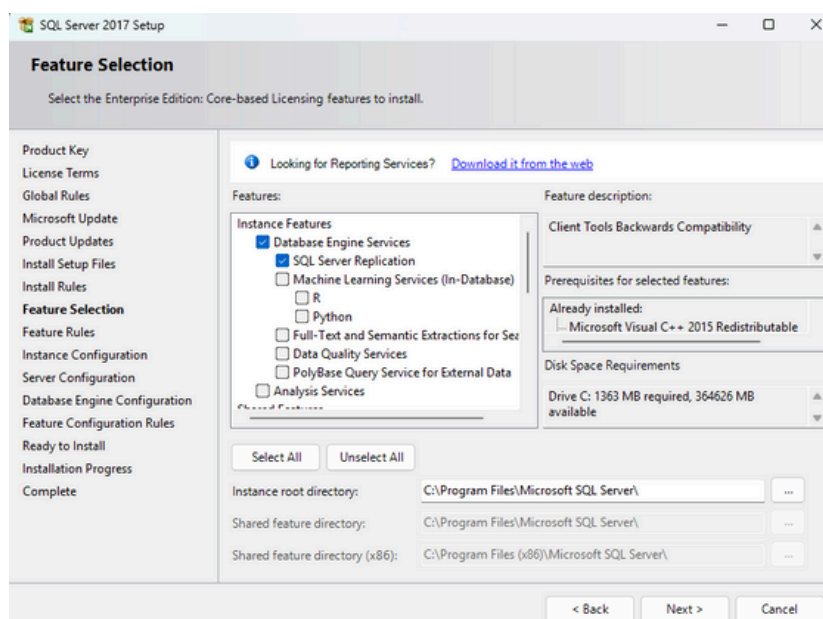 SQL Server 2017 Setup
Feature Selection
Select the Enterprise Edition: Core-based Licensing features to install.
Product Key
License Terms
Global Rules
Microsoft Update
Product Updates
Install Setup Files
Install Rules
Feature Selection
Feature Rules
Instance Configuration
Server Configuration
Database Engine Configuration
Feature Configuration Rules
Ready to Install
Installation Progress
Complete
Looking for Reporting Services? Download it from the web
Features:
Instance Features
Database Engine Services
SQL Server Replication
Machine Learning Services (In-Database)
R
Python
Full-Text and Semantic Extractions for Sea
Data Quality Services
PolyBase Query Service for External Data
Analysis Services
Shared Features
Feature description:
Client Tools Backwards Compatibility
Prerequisites for selected features:
Already installed:
Microsoft Visual C++ 2015 Redistributable
Disk Space Requirements
Drive C: 1363 MB required, 364626 MB
available
Select All Unselect All
Instance root directory: C:\Program Files\Microsoft SQL Server\ ...
Shared feature directory: C:\Program Files\Microsoft SQL Server\ ...
Shared feature directory (x86): C:\Program Files (x86)\Microsoft SQL Server\ ...
< Back Next > Cancel